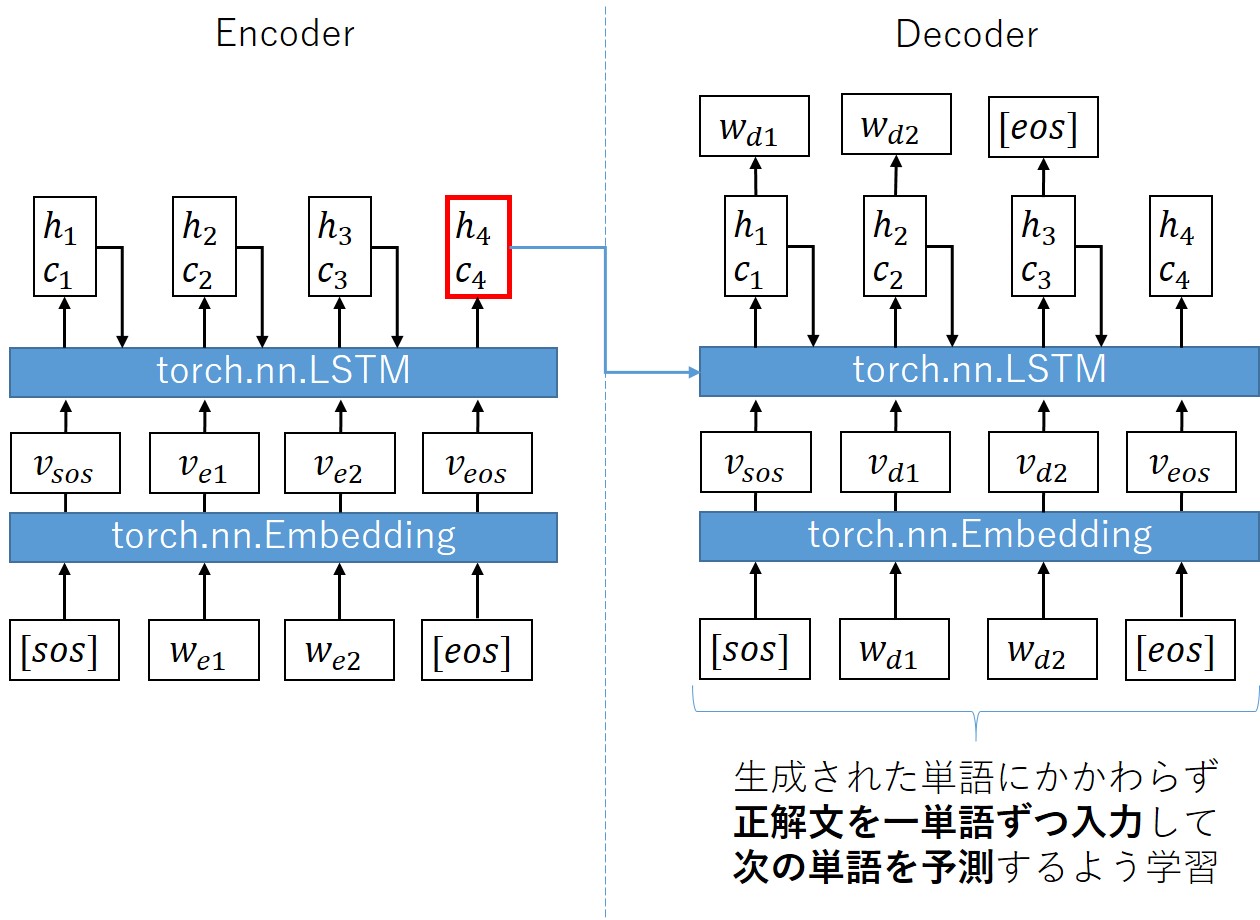 Encoder
Decoder
w_{d1} w_{d2} [eos]
h_1 h_2 h_3 h_4
c_1 c_2 c_3 c_4
h_1 h_2 h_3 h_4
c_1 c_2 c_3 c_4
torch.nn.LSTM
torch.nn.LSTM
v_{sos} v_{e1} v_{e2} v_{eos}
v_{sos} v_{d1} v_{d2} v_{eos}
torch.nn.Embedding
torch.nn.Embedding
[sos] w_{e1} w_{e2} [eos]
[sos] w_{d1} w_{d2} [eos]
生成された単語にかかわらず
正解文を一単語ずつ入力して
次の単語を予測するよう学習